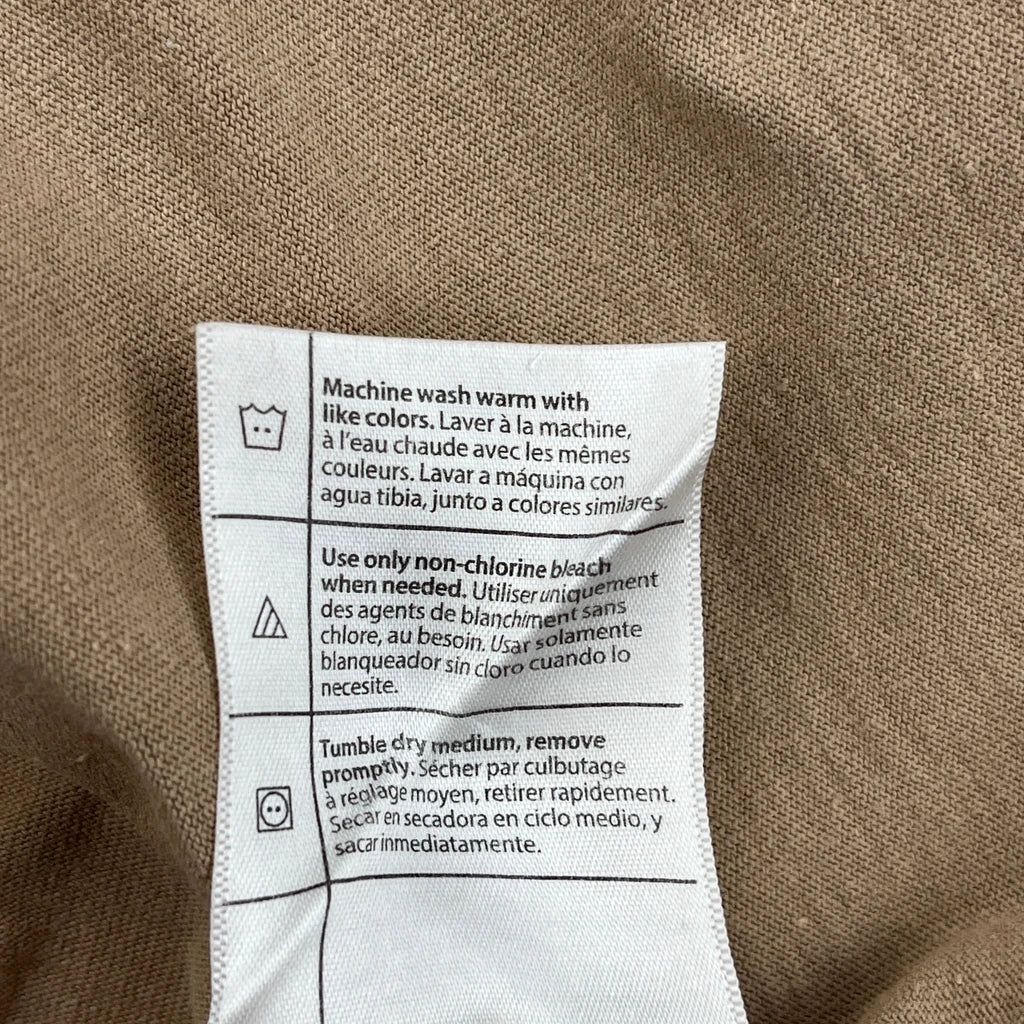 Machine wash warm with
like colors. Laver à la machine,
à l'eau chaude avec les mêmes
couleurs. Lavar a máquina con
agua tibia, junto a colores similares.
Use only non-chlorine bleach
when needed. Utiliser uniquement
des agents de blanchiment sans
chlore, au besoin. Usar solamente
blanqueador sin cloro cuando lo
necesite.
Tumble dry medium, remove
promptly. Sécher par culbutage
à réglage moyen, retirer rapidement.
Secar en secadora en ciclo medio, y
sacar inmediatamente.